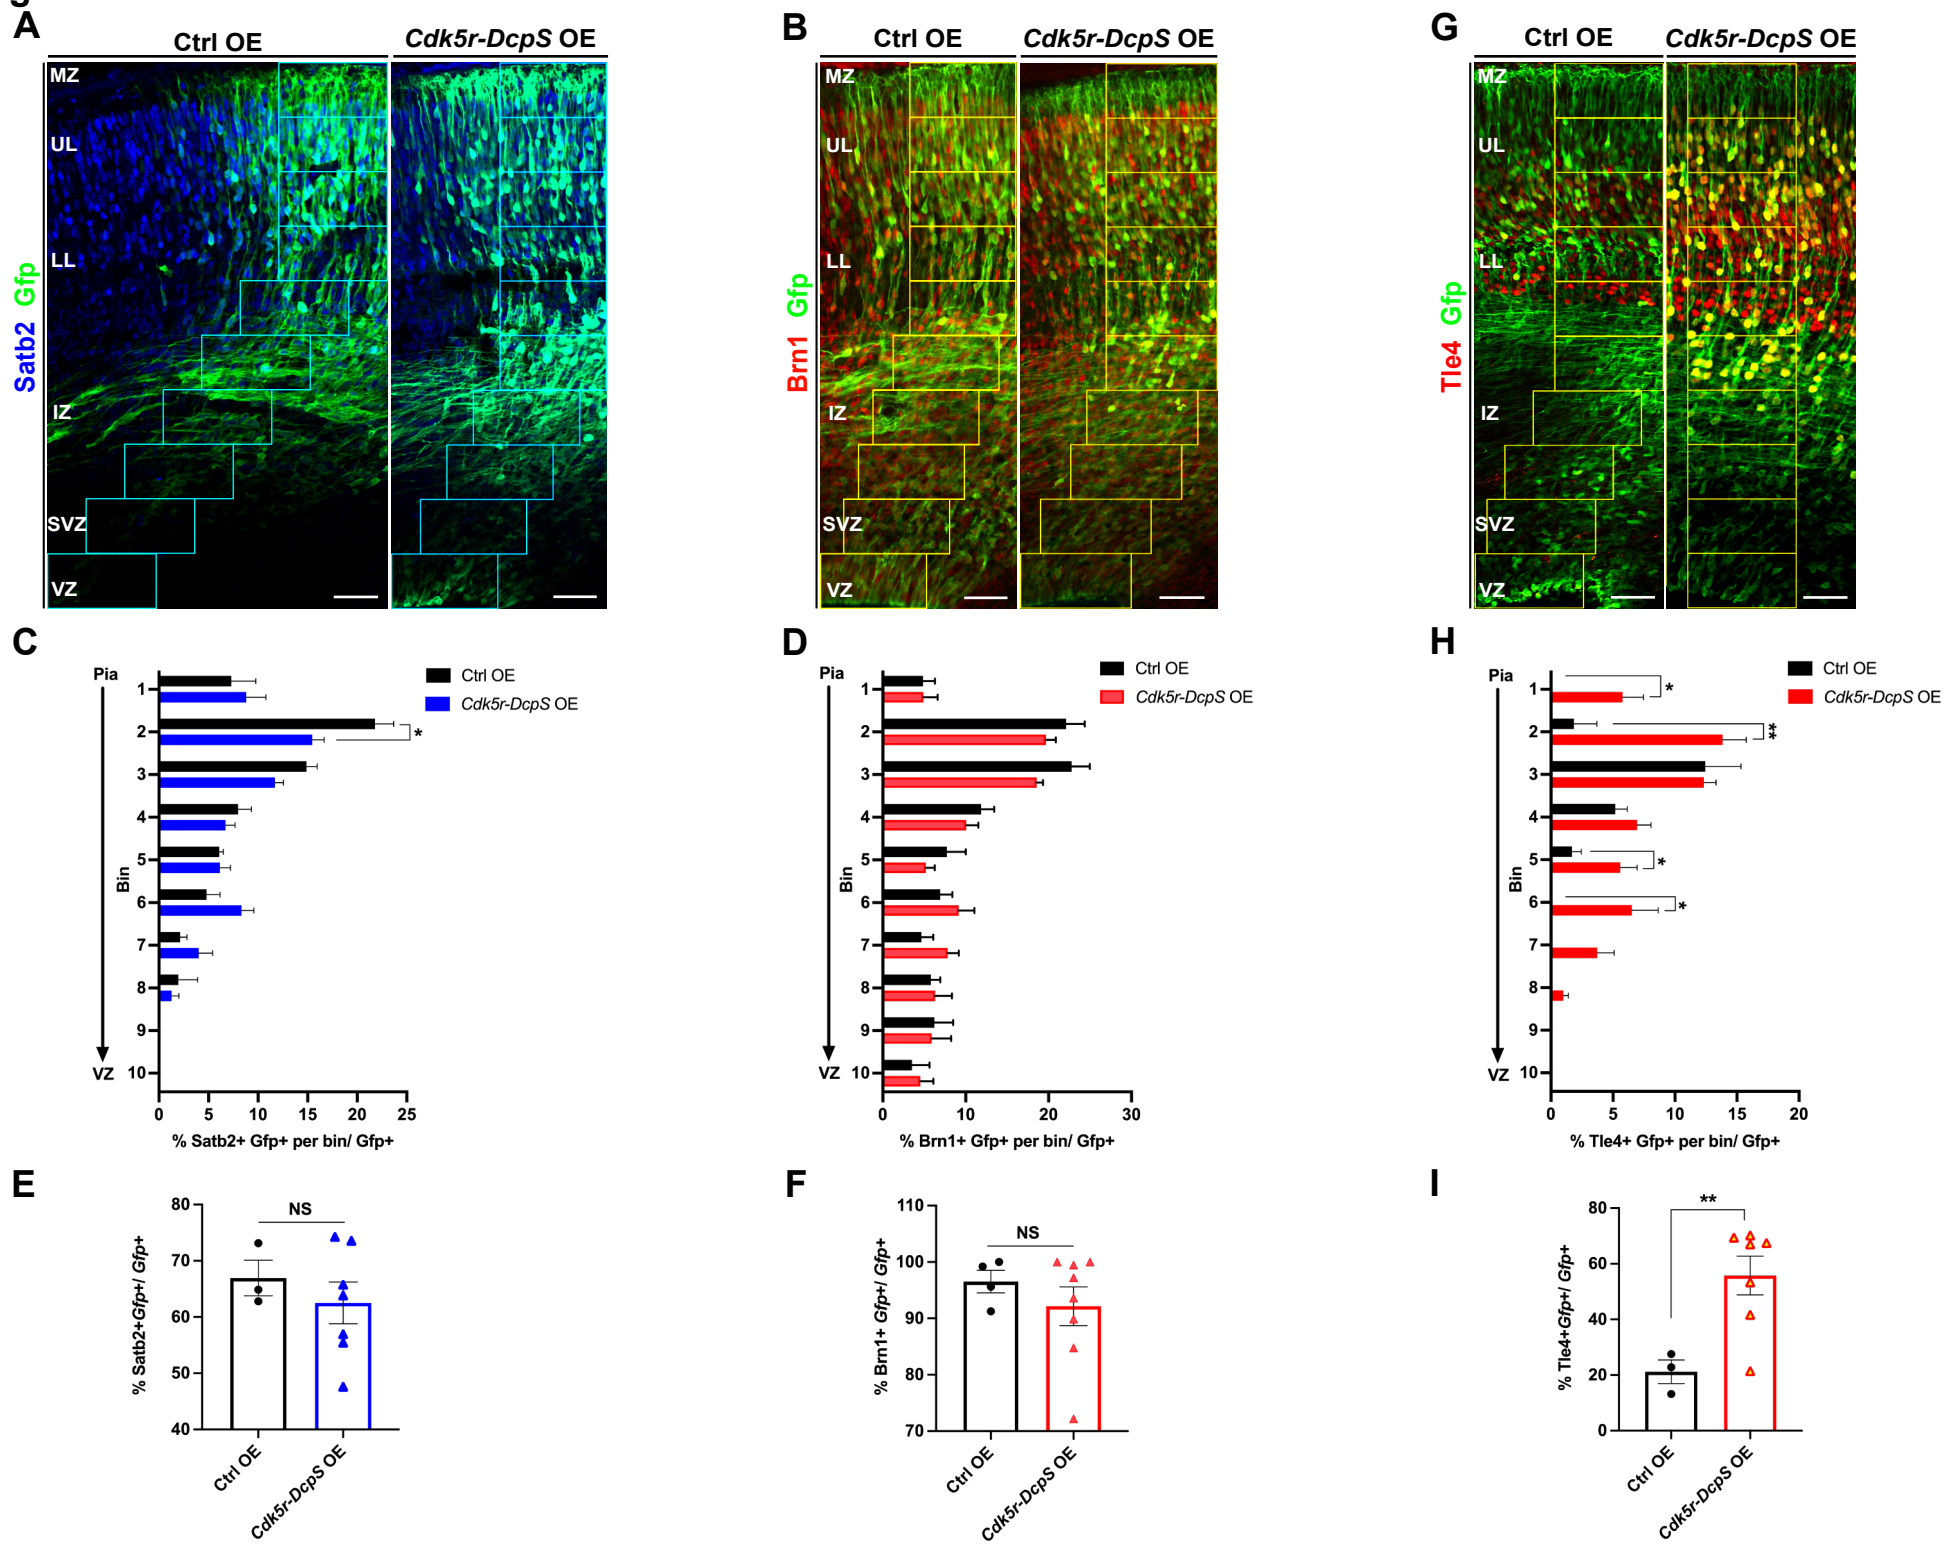 A
Ctrl OE
Cdk5r-DcpS OE
Satb2 Gfp
MZ
UL
LL
IZ
SVZ
VZ
B
Ctrl OE
Cdk5r-DcpS OE
Brn1 Gfp
MZ
UL
LL
IZ
SVZ
VZ
G
Ctrl OE
Cdk5r-DcpS OE
Tle4 Gfp
MZ
UL
LL
IZ
SVZ
VZ
C
Pia
VZ
Bin
1
2
3
4
5
6
7
8
9
10
Ctrl OE
Cdk5r-DcpS OE
*
0 5 10 15 20 25
% Satb2+ Gfp+ per bin/ Gfp+
D
Pia
VZ
Bin
1
2
3
4
5
6
7
8
9
10
Ctrl OE
Cdk5r-DcpS OE
0 10 20 30
% Brn1+ Gfp+ per bin/ Gfp+
H
Pia
VZ
Bin
1
2
3
4
5
6
7
8
9
10
Ctrl OE
Cdk5r-DcpS OE
*
**
*
*
0 5 10 15 20
% Tle4+ Gfp+ per bin/ Gfp+
E
% Satb2+Gfp+/ Gfp+
80
70
60
50
40
NS
Ctrl OE
Cdk5r-DcpS OE
F
% Brn1+ Gfp+/ Gfp+
110
100
90
80
70
NS
Ctrl OE
Cdk5r-DcpS OE
I
% Tle4+Gfp+/ Gfp+
80
60
40
20
0
**
Ctrl OE
Cdk5r-DcpS OE